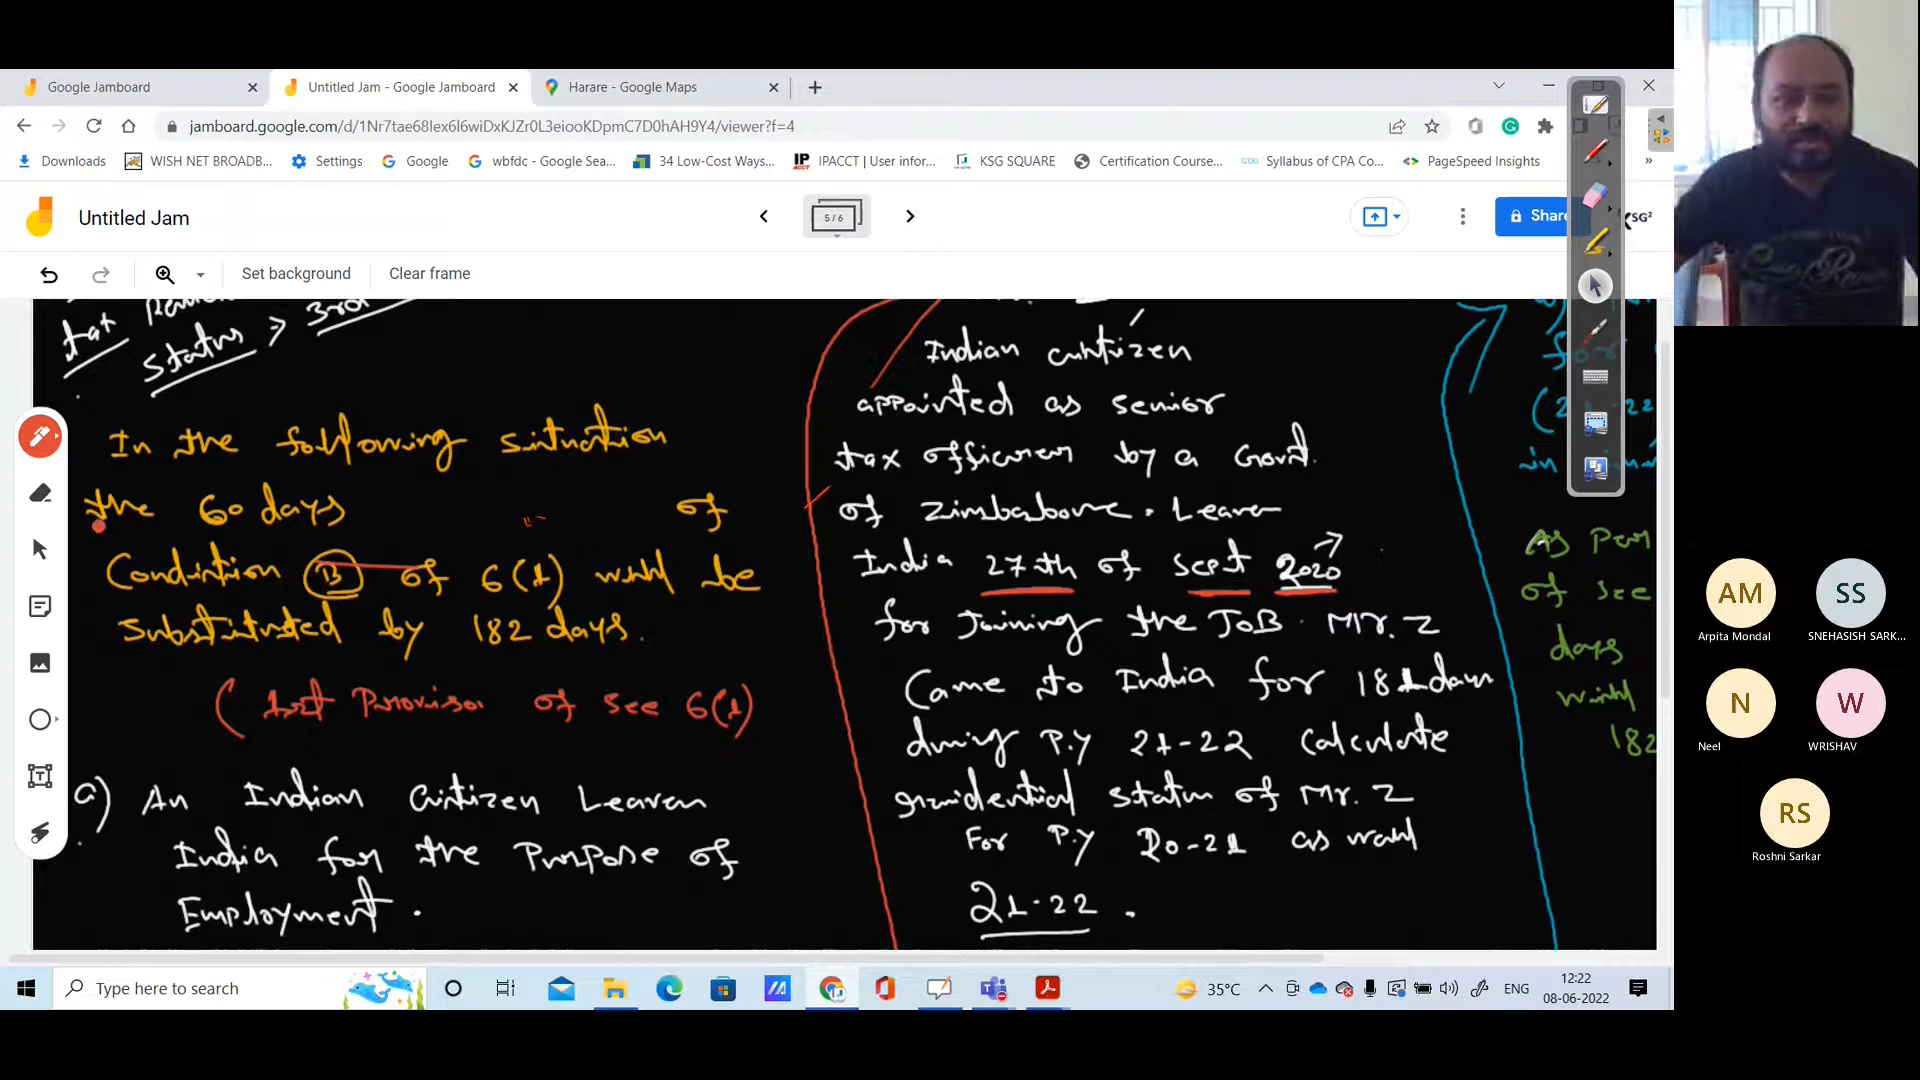 Google Jamboard
Untitled Jam - Google Jamboard
Harare - Google Maps
jamboard.google.com/d/1Nr7tae68Iex6l6wiDxKJZr0L3eiooKDpmC7D0hAH9Y4/viewer?f=4
Downloads
WISH NET BROADB...
Settings
Google
wbfdc - Google Sea...
34 Low-Cost Ways...
IPACCT | User infor...
KSG SQUARE
Certification Course...
Syllabus of CPA Co...
PageSpeed Insights
»
Untitled Jam
5 / 6
Share
KSG²
Set background
Clear frame
tax
Status > 3rd
In the following situation
the 60 days of
Condition (B) of 6(1) will be
substituted by 182 days.
(1st Proviso of sec 6(1)
a) An Indian Citizen Leaves
India for the Purpose of
Employment.
Indian citizen
appointed as senior
tax officer by a Govt.
of Zimbabwe. Leaves
India 27th of Sept 2020
for Joining the JOB. Mr. Z
Came to India for 181 days
during P.Y 21-22 Calculate
residential status of Mr. Z
For P.Y 20-21 as well
21-22.
for
in
As Per
of sec
days
will
182
AM
Arpita Mondal
SS
SNEHASISH SARK...
N
Neel
W
WRISHAV
RS
Roshni Sarkar
Type here to search
35°C
ENG
12:22
08-06-2022